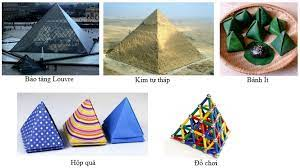 Bảo tàng Louvre
Kim tự tháp
Bánh Ít
Hộp quà
Đồ chơi